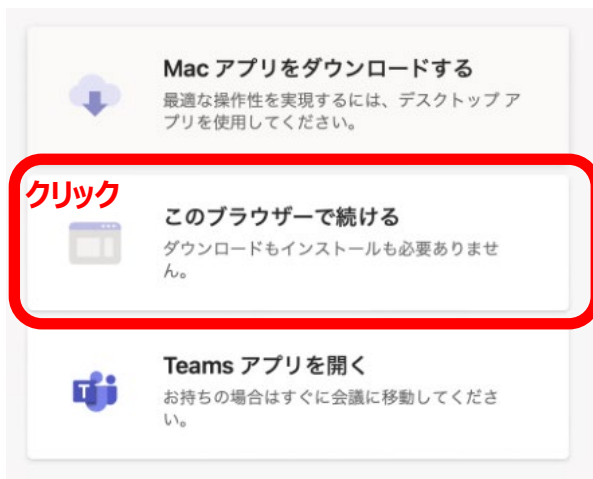 Mac アプリをダウンロードする
最適な操作性を実現するには、デスクトップ ア
プリを使用してください。
クリック
このブラウザーで続ける
ダウンロードもインストールも必要ありませ
ん。
Teams アプリを開く
お持ちの場合はすぐに会議に移動してくださ
い。